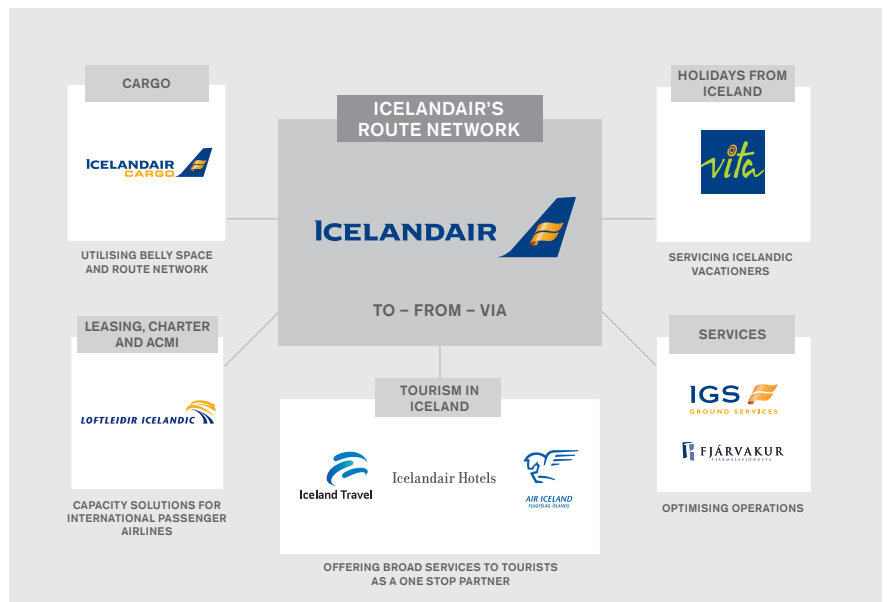 CARGO
ICELANDAIR
CARGO
UTILISING BELLY SPACE
AND ROUTE NETWORK
ICELANDAIR'S
ROUTE NETWORK
ICELANDAIR
TO – FROM – VIA
HOLIDAYS FROM
ICELAND
vita
SERVICING ICELANDIC
VACATIONERS
LEASING, CHARTER
AND ACMI
LOFTLEIDIR ICELANDIC
CAPACITY SOLUTIONS FOR
INTERNATIONAL PASSENGER
AIRLINES
TOURISM IN
ICELAND
Iceland Travel
Icelandair Hotels
AIR ICELAND
FLUGFÉLAG ÍSLANDS
OFFERING BROAD SERVICES TO TOURISTS
AS A ONE STOP PARTNER
SERVICES
IGS
GROUND SERVICES
FJÁRVAKUR
FJÁRMÁLAÞJÓNUSTA
OPTIMISING OPERATIONS